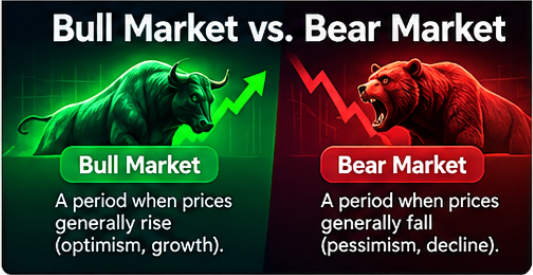 Bull Market vs. Bear Market
Bull Market
A period when prices
generally rise
(optimism, growth).
Bear Market
A period when prices
generally fall
(pessimism, decline).